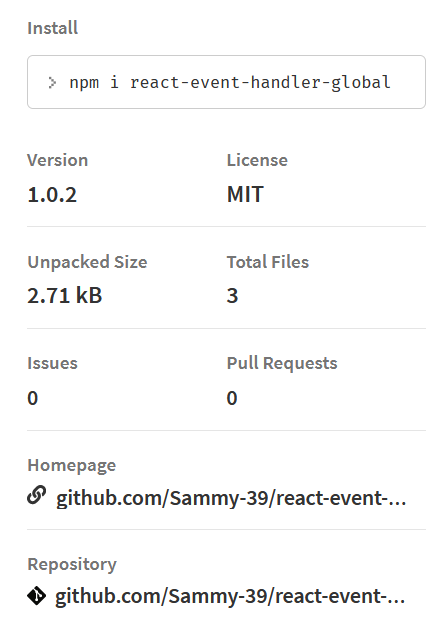 Install
> npm i react-event-handler-global
Version License
1.0.2 MIT
Unpacked Size Total Files
2.71 kB 3
Issues Pull Requests
0 0
Homepage
github.com/Sammy-39/react-event-...
Repository
github.com/Sammy-39/react-event-...